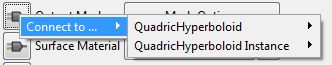 Connect to ...
QuadricHyperboloid
QuadricHyperboloid Instance
Surface Material